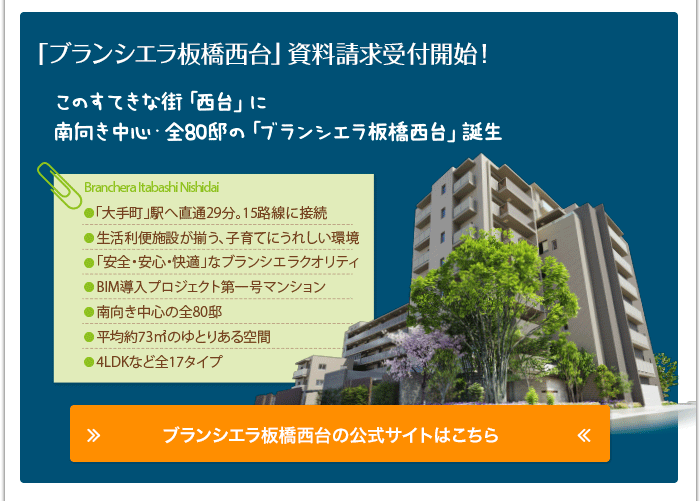 「ブランシエラ板橋西台」資料請求受付開始！
このすてきな街「西台」に
南向き中心・全80邸の「ブランシエラ板橋西台」誕生
Branchera Itabashi Nishidai
●「大手町」駅へ直通29分。15路線に接続
●生活利便施設が揃う、子育てにうれしい環境
●「安全・安心・快適」なブランシエラクオリティ
●BIM導入プロジェクト第一号マンション
●南向き中心の全80邸
●平均約73㎡のゆとりある空間
●4LDKなど全17タイプ
» ブランシエラ板橋西台の公式サイトはこちら «